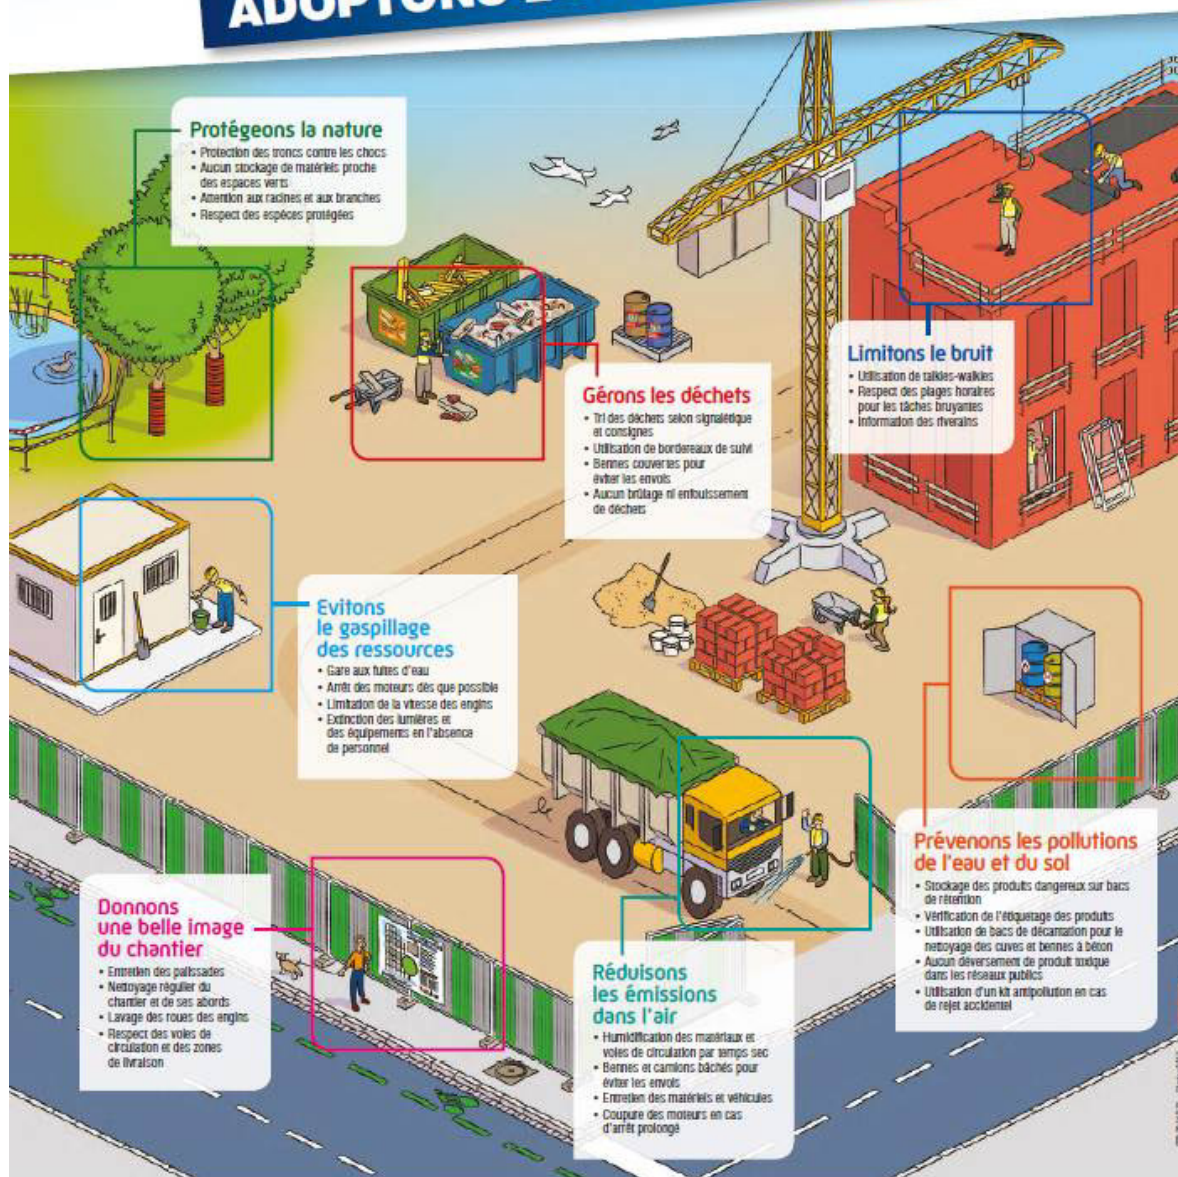 ADOPTONS
Protégeons la nature
• Protection des troncs contre les chocs
• Aucun stockage de matériels proche
des espaces verts
• Attention aux racines et aux branches
• Respect des espèces protégées
Limitons le bruit
• Utilisation de talkies-walkies
• Respect des plages horaires
pour les tâches bruyantes
• Information des riverains
Gérons les déchets
• Tri des déchets selon signalétique
et consignes
• Utilisation de bordereaux de suivi
• Bennes couvertes pour
éviter les envols
• Aucun brûlage ni enfouissement
de déchets
Evitons
le gaspillage
des ressources
• Gare aux fuites d'eau
• Arrêt des moteurs dès que possible
• Limitation de la vitesse des engins
• Extinction des lumières et
des équipements en l'absence
de personnel
Prévenons les pollutions
de l'eau et du sol
• Stockage des produits dangereux sur bacs
de rétention
• Vérification de l'étiquetage des produits
• Utilisation de bacs de décantation pour le
nettoyage des cuves et bennes à béton
• Aucun déversement de produit toxique
dans les réseaux publics
• Utilisation d'un kit antipollution en cas
de rejet accidentel
Donnons
une belle image
du chantier
• Entretien des palissades
• Nettoyage régulier du
chantier et de ses abords
• Lavage des roues des engins
• Respect des voies de
circulation et des zones
de livraison
Réduisons
les émissions
dans l'air
• Humidification des matériaux et
voies de circulation par temps sec
• Bennes et camions bâchés pour
éviter les envols
• Entretien des matériels et véhicules
• Coupure des moteurs en cas
d'arrêt prolongé